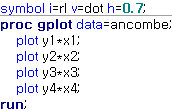 symbol i=rl v=dot h=0.7;
proc gplot data=ancombe;
plot y1*x1;
plot y2*x2;
plot y3*x3;
plot y4*x4;
run;